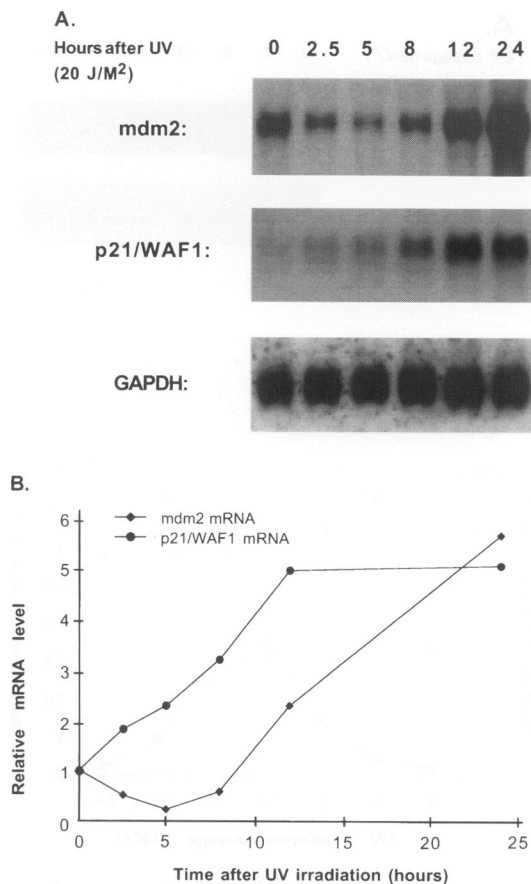 A.
Hours after UV 0 2.5 5 8 12 24
(20 J/M2)
mdm2:
p21/WAF1:
GAPDH:
B.
mdm2 mRNA
p21/WAF1 mRNA
6
5
3
2
1
0
Relative mRNA level
0 5 10 15 20 25
Time after UV irradiation (hours)